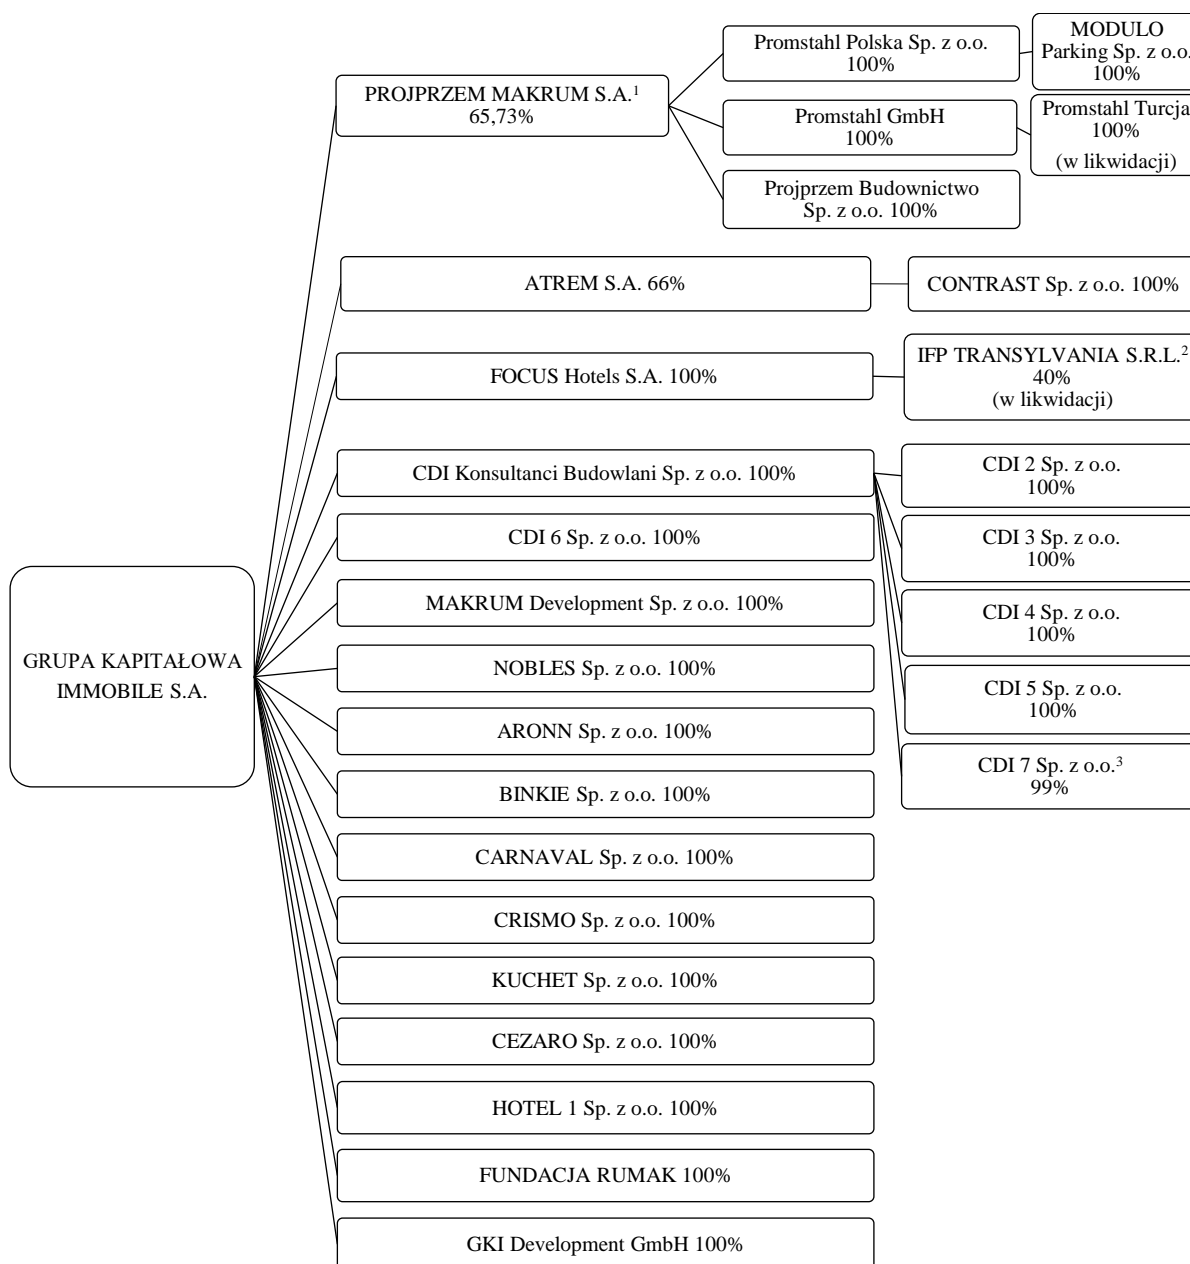 GRUPA KAPITAŁOWA
IMMOBILE S.A.
PROJPRZEM MAKRUM S.A.¹
65,73%
Promstahl Polska Sp. z o.o.
100%
MODULO
Parking Sp. z o.o.
100%
Promstahl GmbH
100%
Promstahl Turcja
100%
(w likwidacji)
Projprzem Budownictwo
Sp. z o.o. 100%
ATREM S.A. 66%
CONTRAST Sp. z o.o. 100%
FOCUS Hotels S.A. 100%
IFP TRANSYLVANIA S.R.L.²
40%
(w likwidacji)
CDI Konsultanci Budowlani Sp. z o.o. 100%
CDI 2 Sp. z o.o.
100%
CDI 3 Sp. z o.o.
100%
CDI 4 Sp. z o.o.
100%
CDI 5 Sp. z o.o.
100%
CDI 7 Sp. z o.o.³
99%
CDI 6 Sp. z o.o. 100%
MAKRUM Development Sp. z o.o. 100%
NOBLES Sp. z o.o. 100%
ARONN Sp. z o.o. 100%
BINKIE Sp. z o.o. 100%
CARNAVAL Sp. z o.o. 100%
CRISMO Sp. z o.o. 100%
KUCHET Sp. z o.o. 100%
CEZARO Sp. z o.o. 100%
HOTEL 1 Sp. z o.o. 100%
FUNDACJA RUMAK 100%
GKI Development GmbH 100%